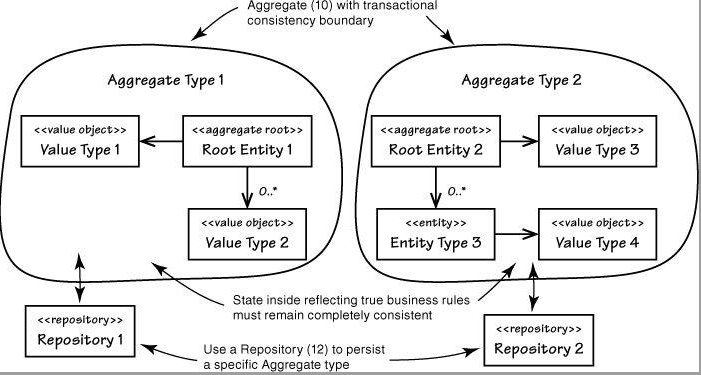 Aggregate (10) with transactional
consistency boundary
Aggregate Type 1
Aggregate Type 2
<<value object>>
Value Type 1
<<aggregate root>>
Root Entity 1
<<aggregate root>>
Root Entity 2
<<value object>>
Value Type 3
0..*
0..*
<<value object>>
Value Type 2
<<entity>>
Entity Type 3
<<value object>>
Value Type 4
State inside reflecting true business rules
must remain completely consistent
<<repository>>
Repository 1
<<repository>>
Repository 2
Use a Repository (12) to persist
a specific Aggregate type